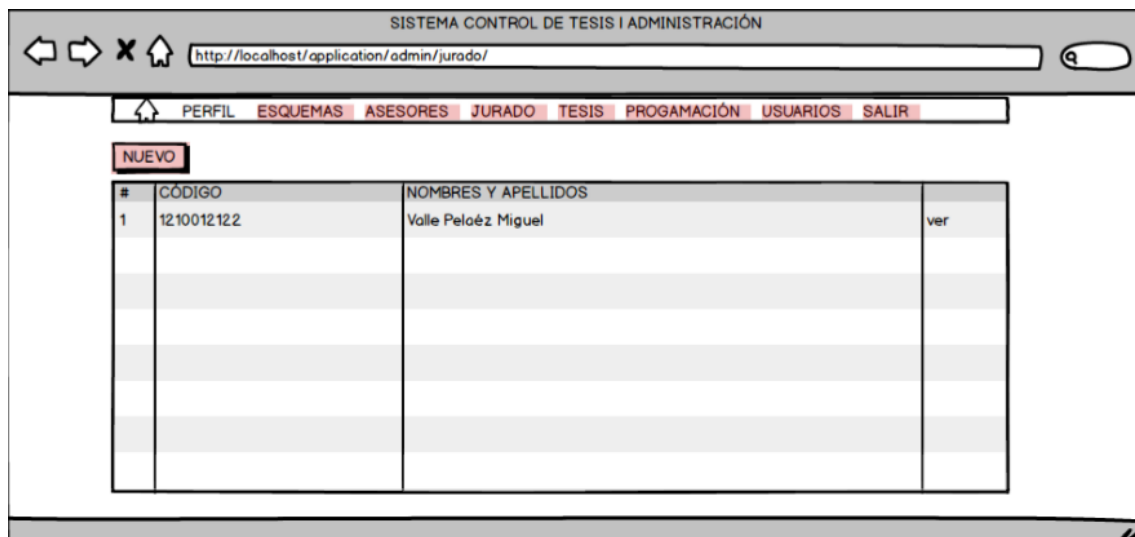 SISTEMA CONTROL DE TESIS | ADMINISTRACIÓN
http://localhost/application/admin/jurado/
PERFIL ESQUEMAS ASESORES JURADO TESIS PROGAMACIÓN USUARIOS SALIR
NUEVO
# CÓDIGO NOMBRES Y APELLIDOS
1 1210012122 Valle Pelaéz Miguel ver